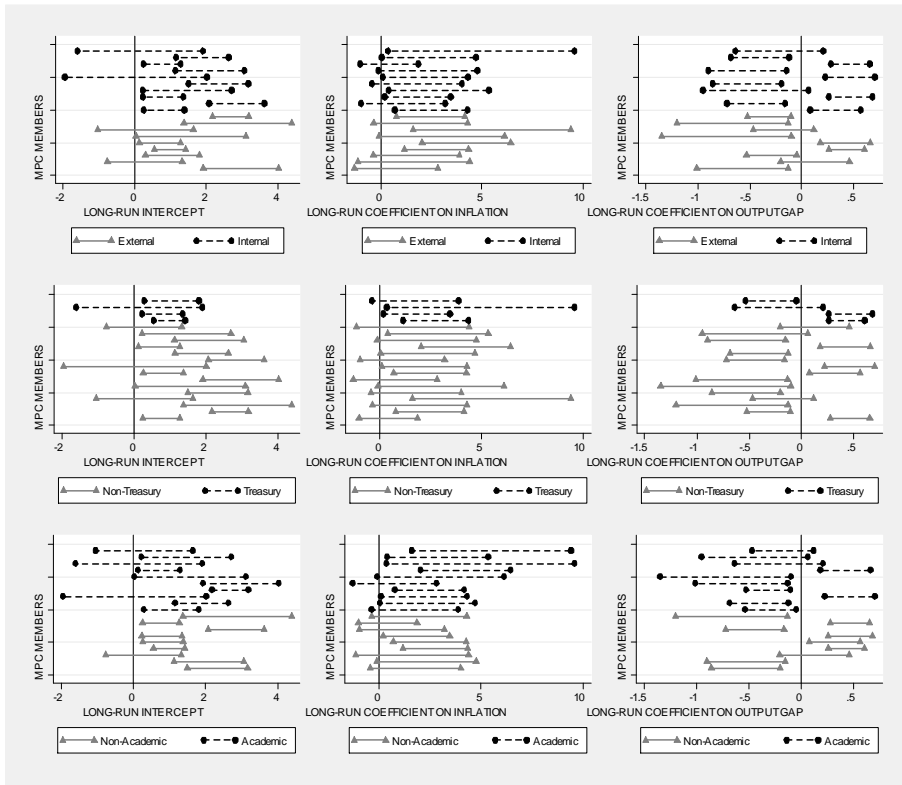 MPC MEMBERS
-2 0 2 4
LONG-RUN INTERCEPT
External Internal
MPC MEMBERS
0 5 10
LONG-RUN COEFFICIENT ON INFLATION
External Internal
MPC MEMBERS
-1.5 -1 -.5 0 .5
LONG-RUN COEFFICIENT ON OUTPUTGAP
External Internal
MPC MEMBERS
-2 0 2 4
LONG-RUN INTERCEPT
Non-Treasury Treasury
MPC MEMBERS
0 5 10
LONG-RUN COEFFICIENT ON INFLATION
Non-Treasury Treasury
MPC MEMBERS
-1.5 -1 -.5 0 .5
LONG-RUN COEFFICIENT ON OUTPUTGAP
Non-Treasury Treasury
MPC MEMBERS
-2 0 2 4
LONG-RUN INTERCEPT
Non-Academic Academic
MPC MEMBERS
0 5 10
LONG-RUN COEFFICIENT ON INFLATION
Non-Academic Academic
MPC MEMBERS
-1.5 -1 -.5 0 .5
LONG-RUN COEFFICIENT ON OUTPUTGAP
Non-Academic Academic